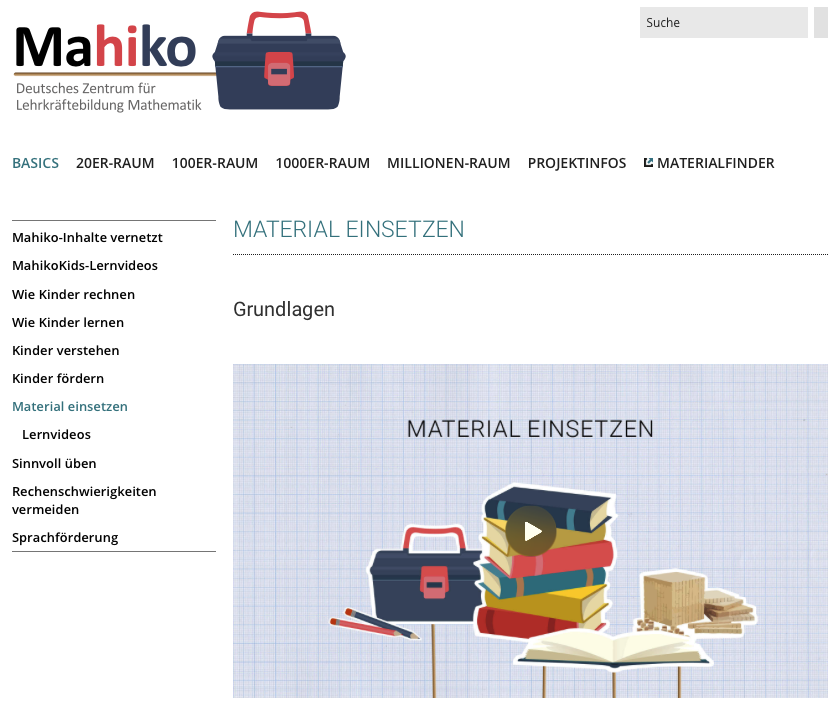 Mahiko
Deutsches Zentrum für
Lehrkräftebildung Mathematik
Suche
BASICS 20ER-RAUM 100ER-RAUM 1000ER-RAUM MILLIONEN-RAUM PROJEKTINFOS MATERIALFINDER
Mahiko-Inhalte vernetzt
MahikoKids-Lernvideos
Wie Kinder rechnen
Wie Kinder lernen
Kinder verstehen
Kinder fördern
Material einsetzen
Lernvideos
Sinnvoll üben
Rechenschwierigkeiten
vermeiden
Sprachförderung
MATERIAL EINSETZEN
Grundlagen
MATERIAL EINSETZEN